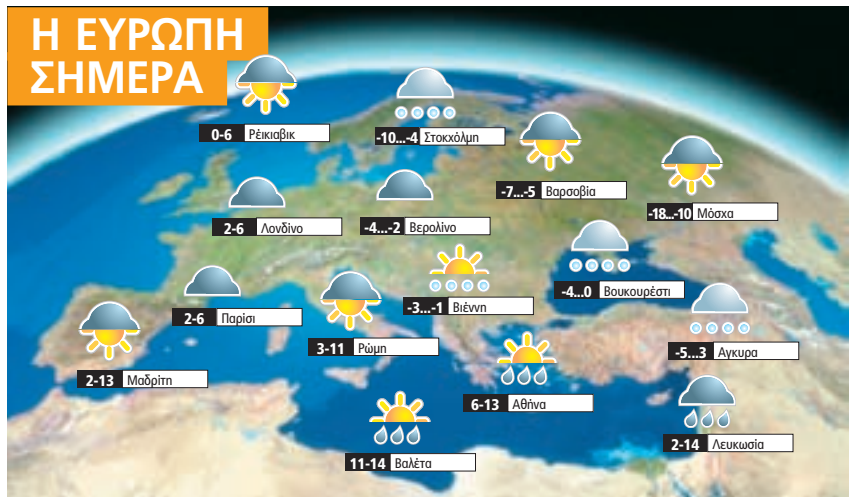 Η ΕΥΡΩΠΗ
ΣΗΜΕΡΑ
0-6 Ρέικιαβικ
-10...-4 Στοκχόλμη
-7...-5 Βαρσοβία
-18...-10 Μόσχα
2-6 Λονδίνο
-4...-2 Βερολίνο
-4...0 Βουκουρέστι
-3...-1 Βιέννη
2-6 Παρίσι
3-11 Ρώμη
-5...3 Αγκυρα
2-13 Μαδρίτη
6-13 Αθήνα
2-14 Λευκωσία
11-14 Βαλέτα